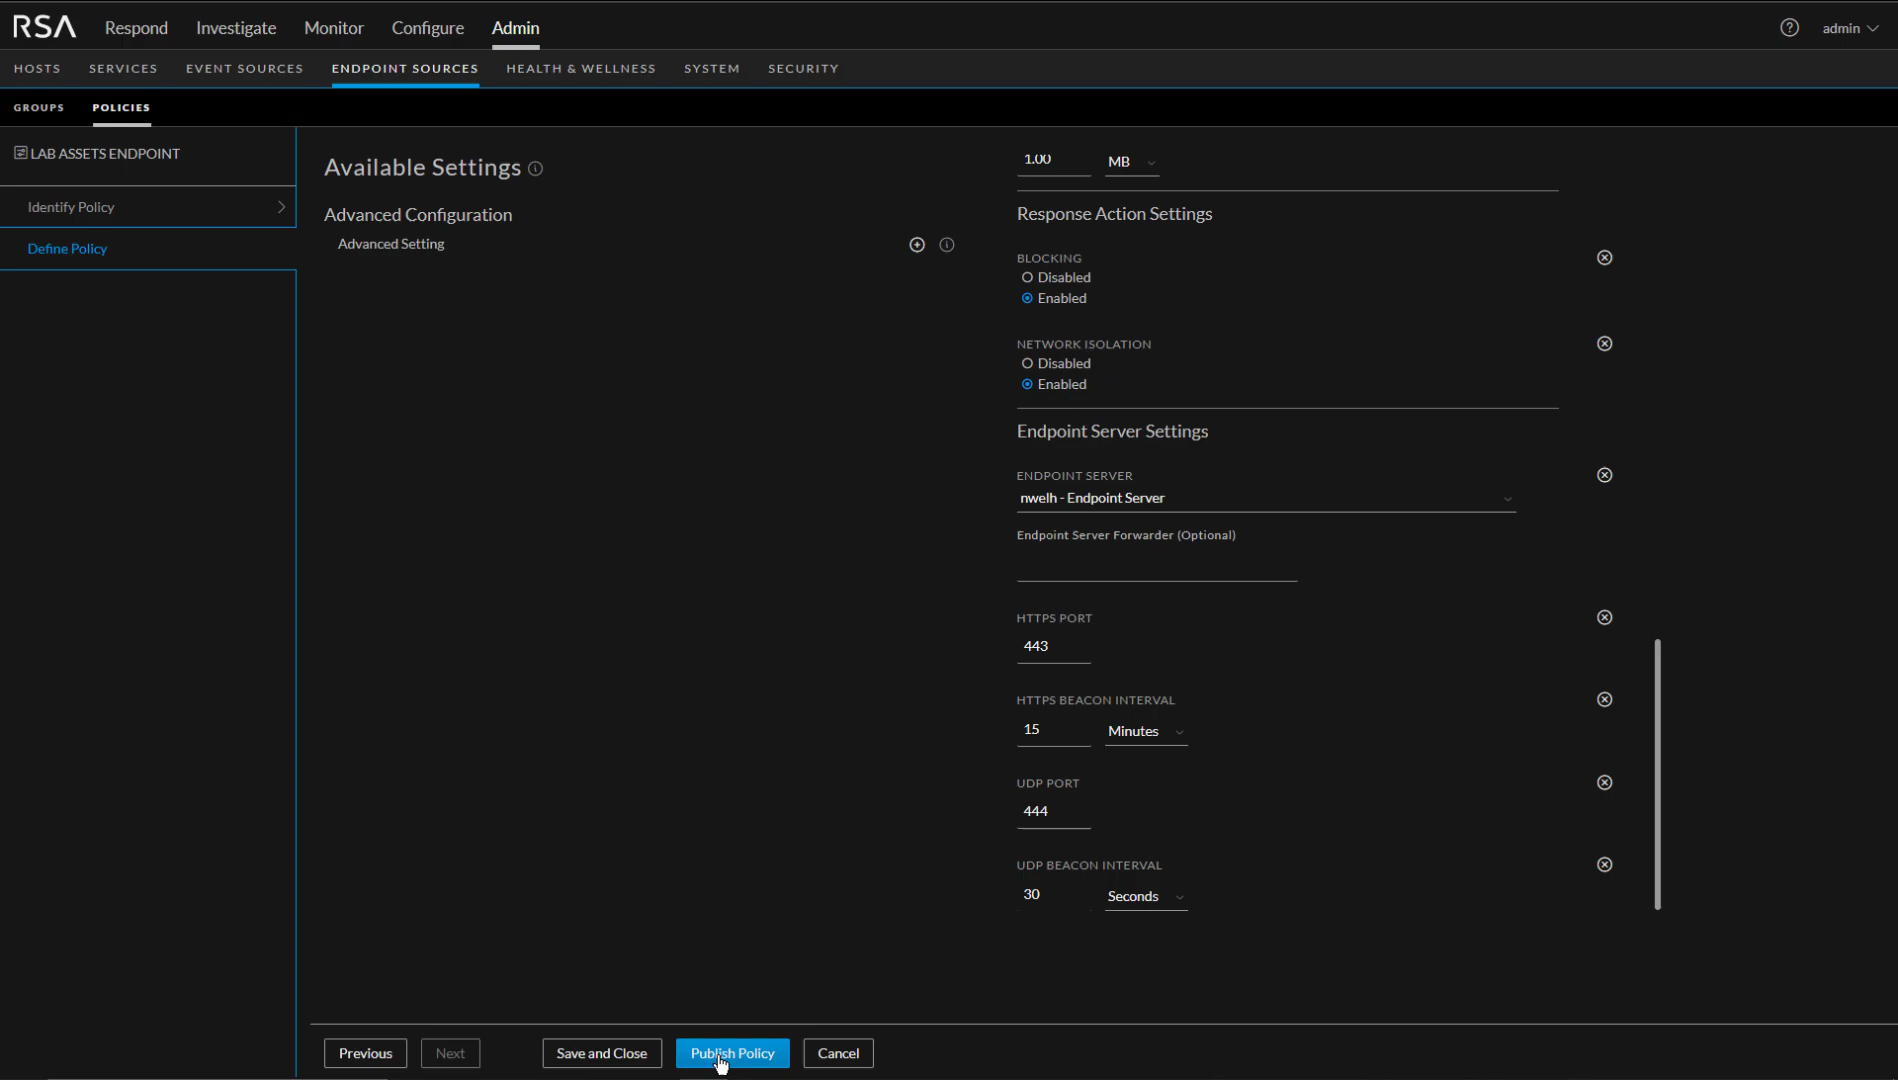 RSA Respond Investigate Monitor Configure Admin admin
HOSTS SERVICES EVENT SOURCES ENDPOINT SOURCES HEALTH & WELLNESS SYSTEM SECURITY
GROUPS POLICIES
LAB ASSETS ENDPOINT
Identify Policy
Define Policy
Available Settings
Advanced Configuration
Advanced Setting
1.00 MB
Response Action Settings
BLOCKING
Disabled
Enabled
NETWORK ISOLATION
Disabled
Enabled
Endpoint Server Settings
ENDPOINT SERVER
nwelh - Endpoint Server
Endpoint Server Forwarder (Optional)
HTTPS PORT
443
HTTPS BEACON INTERVAL
15 Minutes
UDP PORT
444
UDP BEACON INTERVAL
30 Seconds
Previous Next Save and Close Publish Policy Cancel